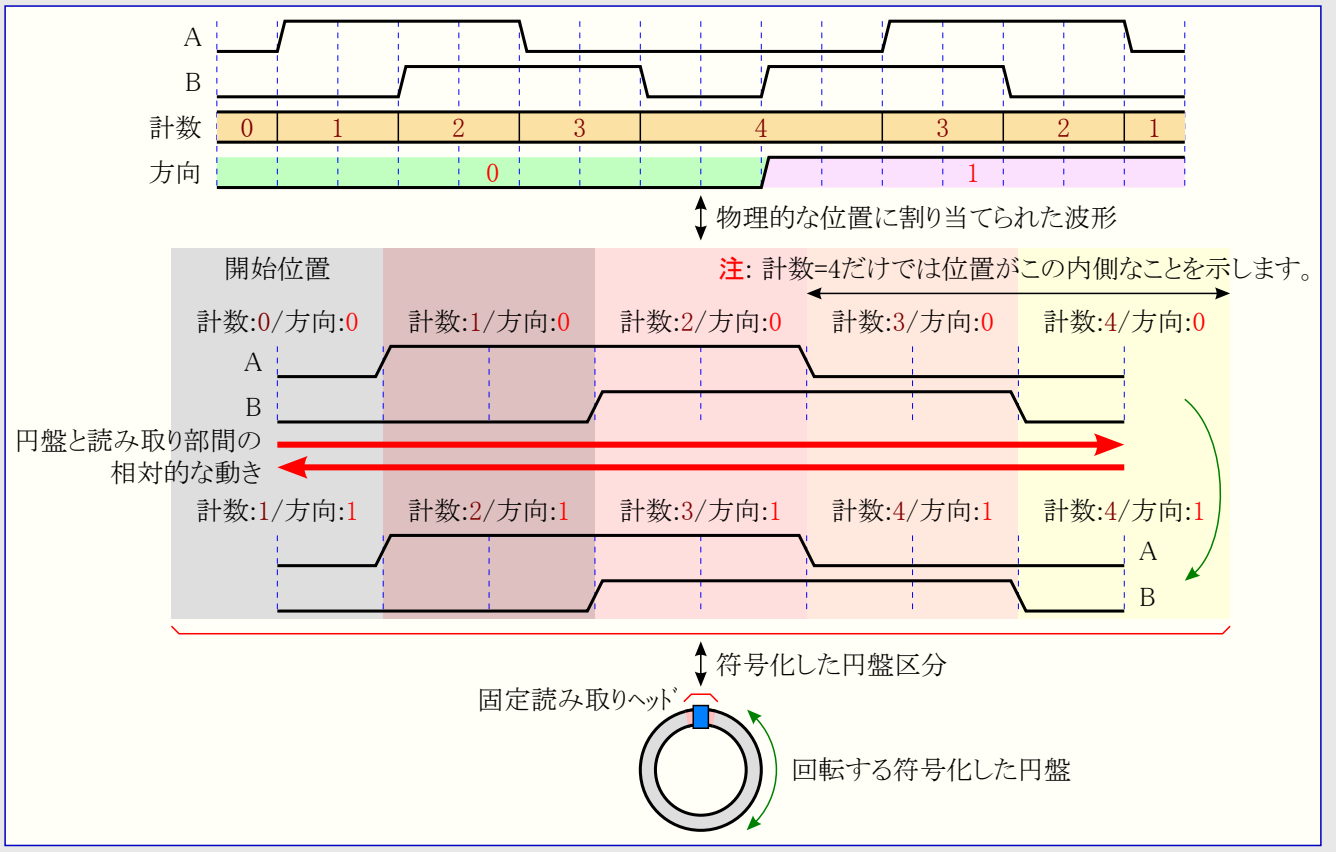 A
B
計数 0 1 2 3 4 3 2 1
方向 0 1
物理的な位置に割り当てられた波形
開始位置
注: 計数=4だけでは位置がこの内側なことを示します。
計数:0/方向:0 計数:1/方向:0 計数:2/方向:0 計数:3/方向:0 計数:4/方向:0
A
B
円盤と読み取り部間の
相対的な動き
計数:1/方向:1 計数:2/方向:1 計数:3/方向:1 計数:4/方向:1 計数:4/方向:1
A
B
符号化した円盤区分
固定読み取りヘッド
回転する符号化した円盤